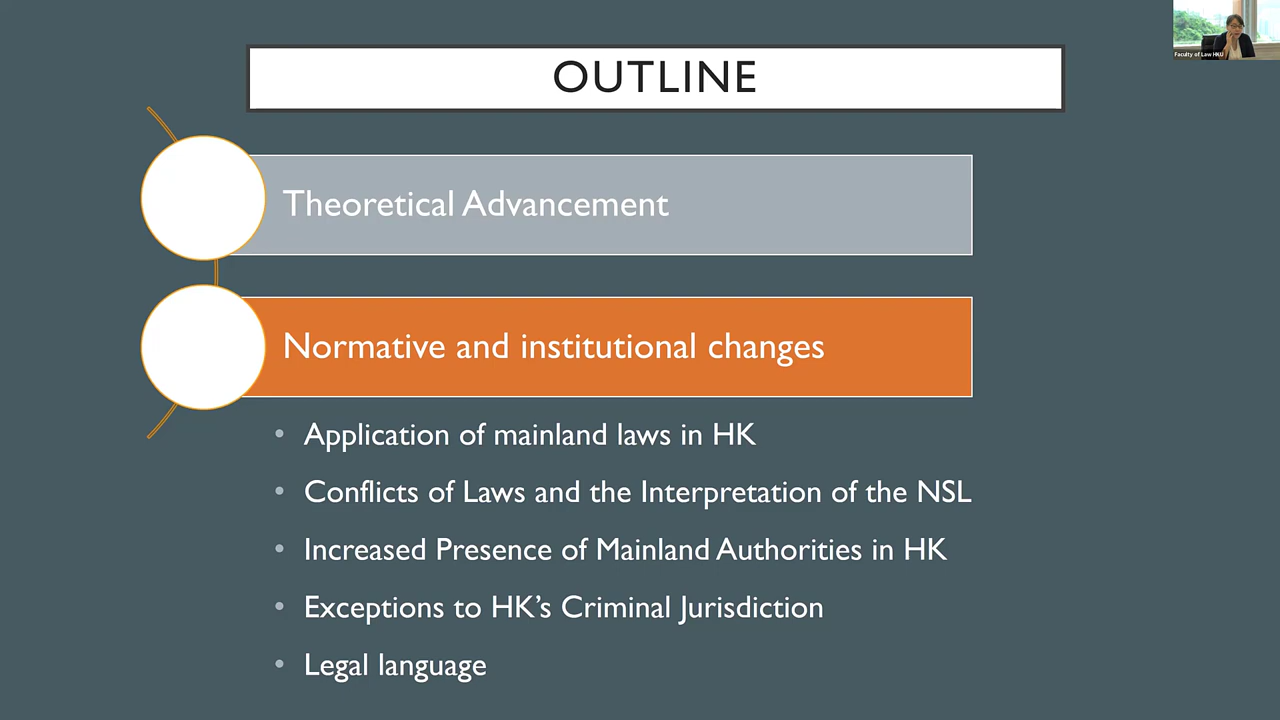 Faculty of Law HKU
OUTLINE
Theoretical Advancement
Normative and institutional changes
• Application of mainland laws in HK
• Conflicts of Laws and the Interpretation of the NSL
• Increased Presence of Mainland Authorities in HK
• Exceptions to HK’s Criminal Jurisdiction
• Legal language